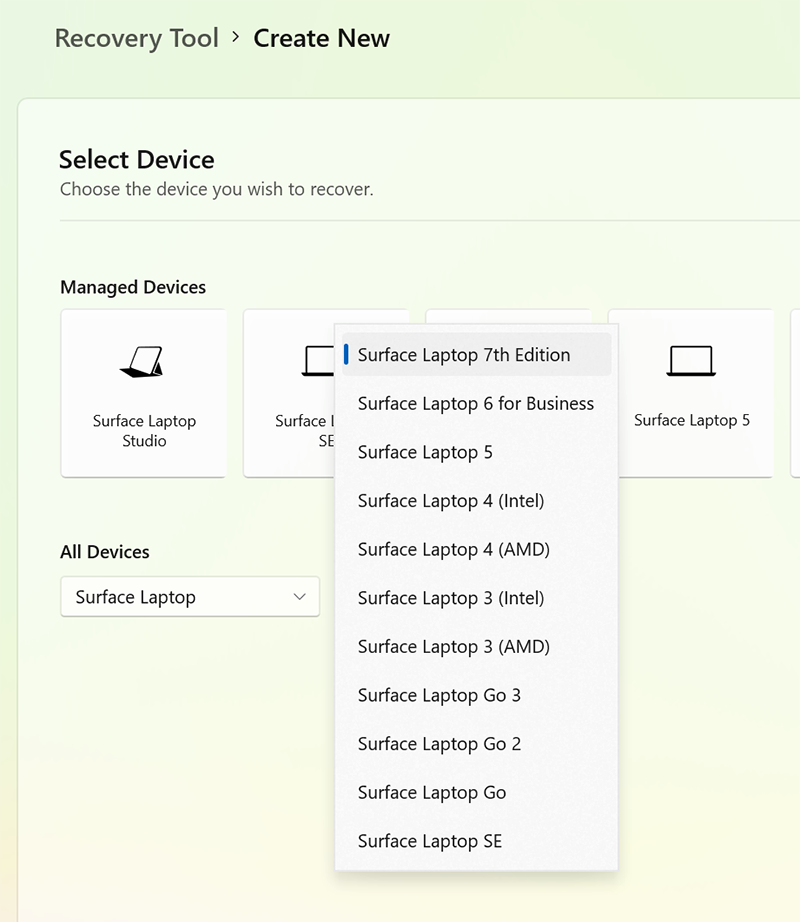 Recovery Tool > Create New
Select Device
Choose the device you wish to recover.
Managed Devices
Surface Laptop
Studio
Surface
SE
Surface Laptop 5
All Devices
Surface Laptop
Surface Laptop 7th Edition
Surface Laptop 6 for Business
Surface Laptop 5
Surface Laptop 4 (Intel)
Surface Laptop 4 (AMD)
Surface Laptop 3 (Intel)
Surface Laptop 3 (AMD)
Surface Laptop Go 3
Surface Laptop Go 2
Surface Laptop Go
Surface Laptop SE